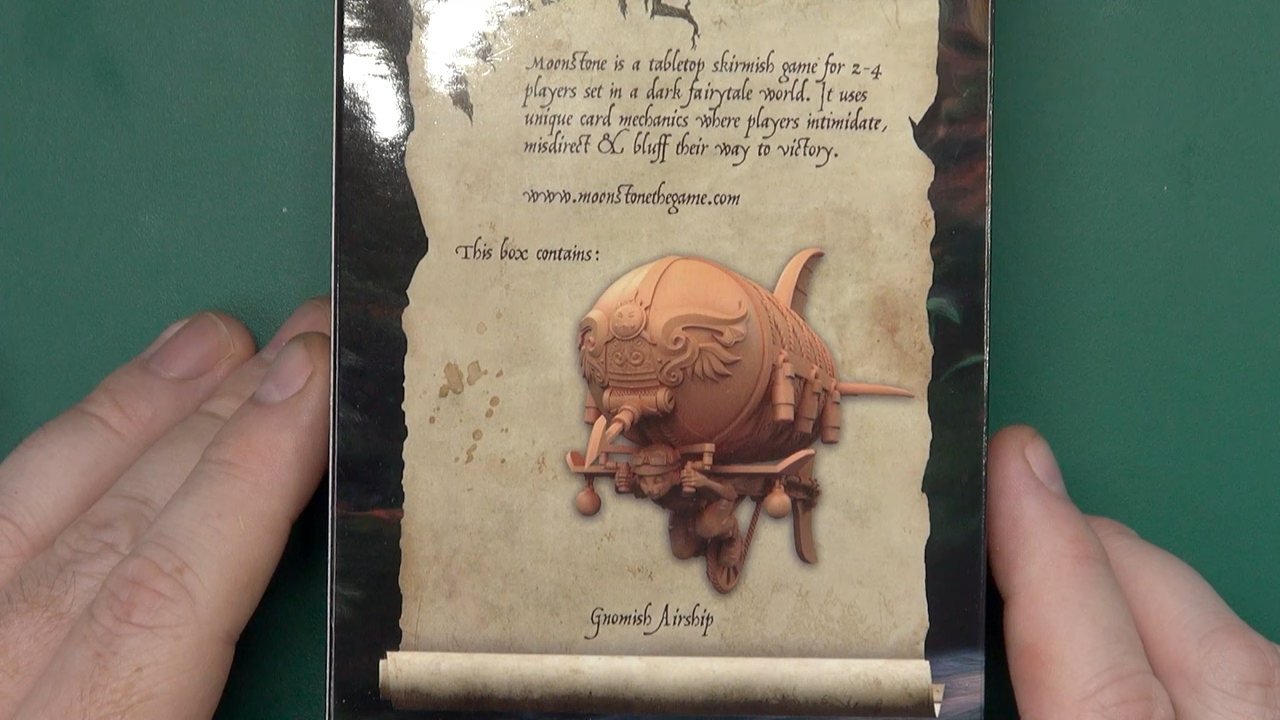 Moonstone is a tabletop skirmish game for 2-4
players set in a dark fairytale world. It uses
unique card mechanics where players intimidate,
misdirect & bluff their way to victory.
www.moonstonethegame.com
This box contains:
Gnomish Airship